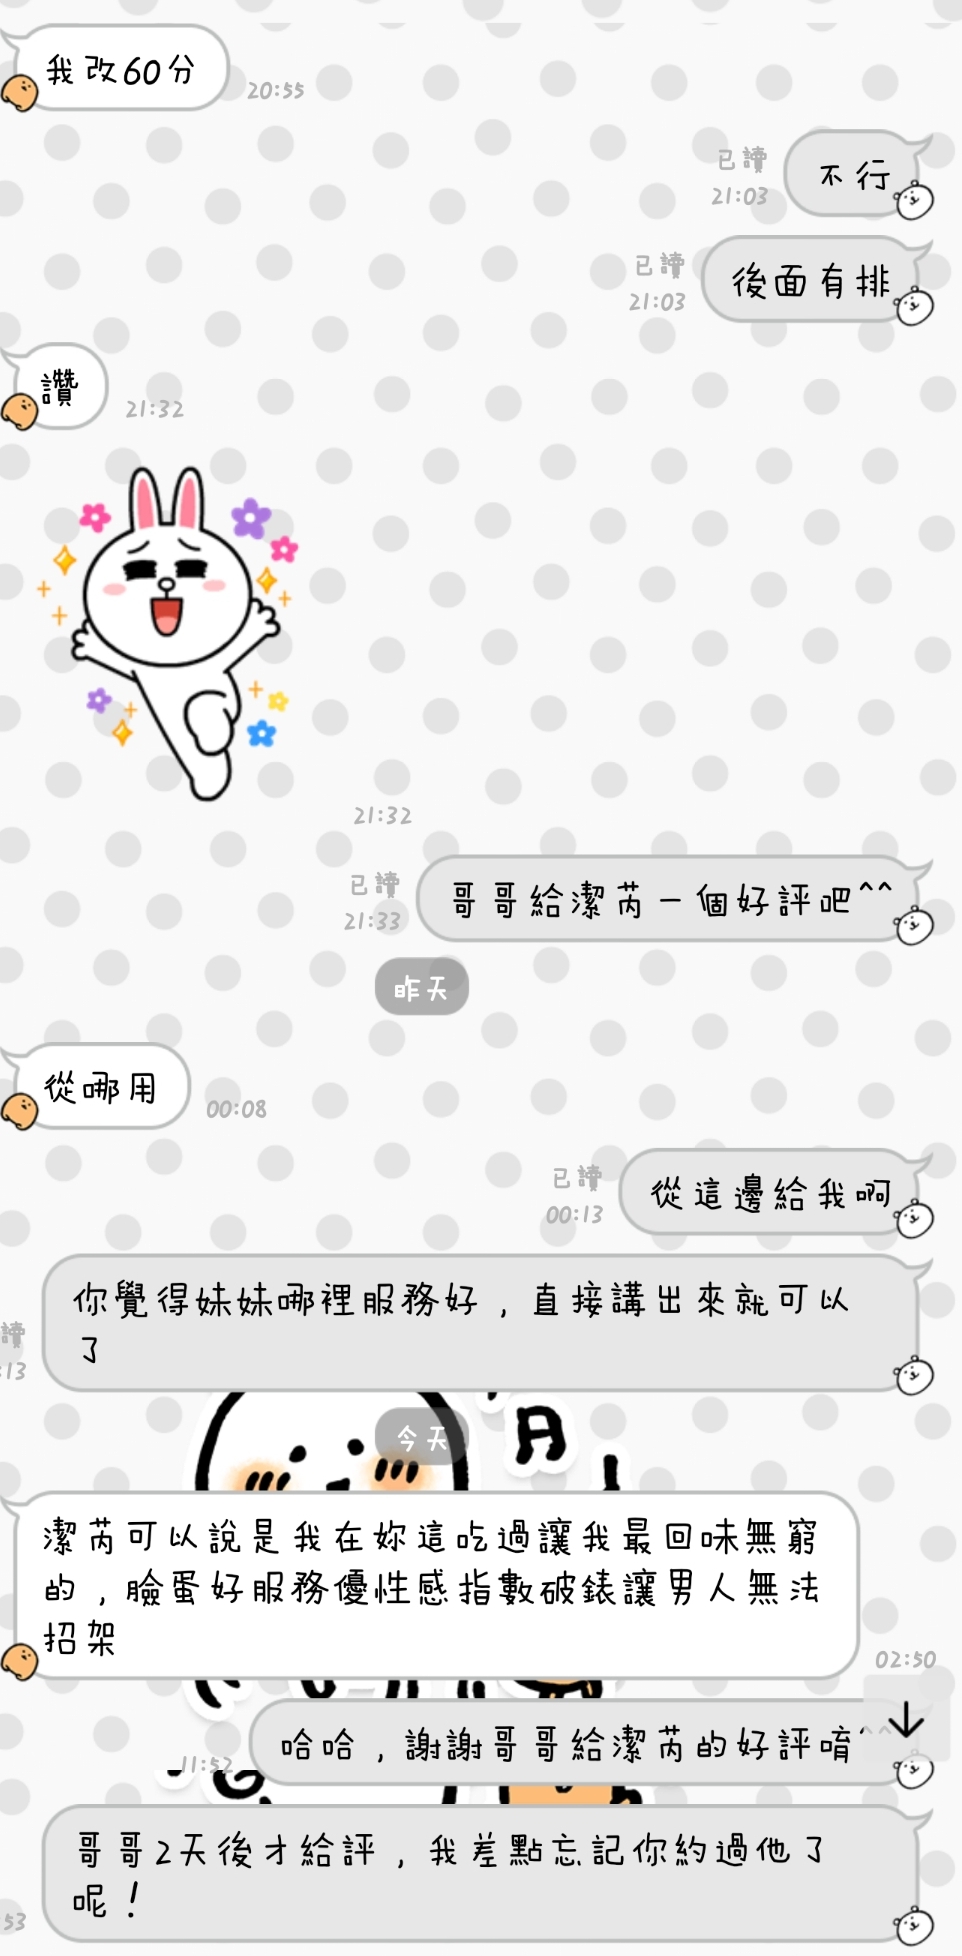 我改60分
20:55
已讀
21:03
不行
已讀
21:03
後面有排
讚
21:32
21:32
已讀
21:33
哥哥給潔芮一個好評吧^^
昨天
從哪用
00:08
已讀
00:13
從這邊給我啊
讀
:13
你覺得妹妹哪裡服務好，直接講出來就可以
了
月
今天
潔芮可以說是我在妳這吃過讓我最回味無窮
的，臉蛋好服務優性感指數破錶讓男人無法
招架
02:50
11:52
哈哈，謝謝哥哥給潔芮的好評唷^^
53
哥哥2天後才給評，我差點忘記你約過他了
呢！